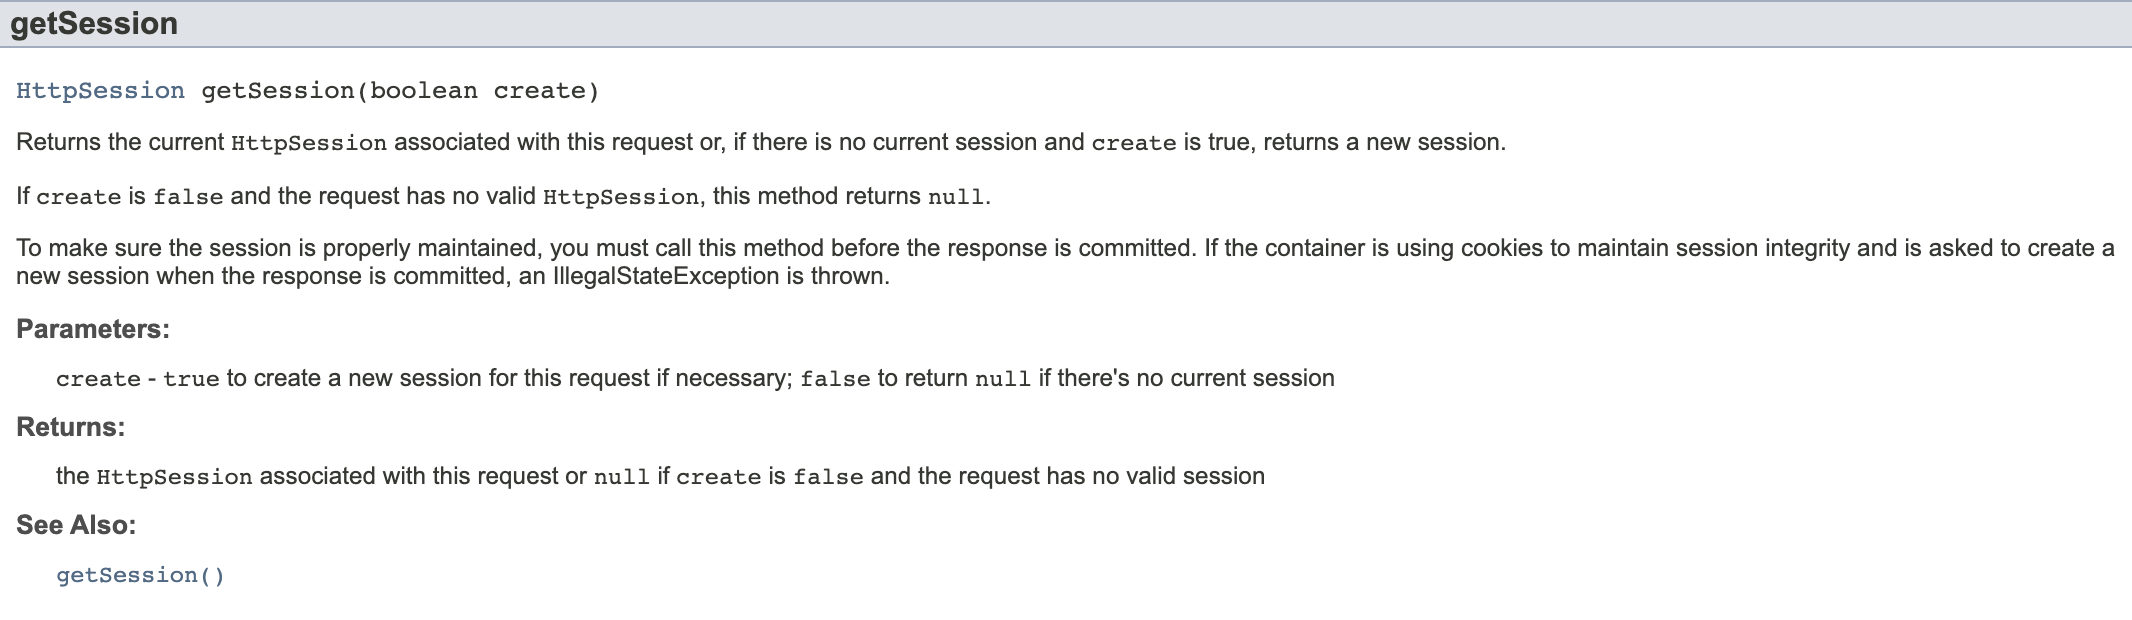 getSession
HttpSession getSession(boolean create)
Returns the current HttpSession associated with this request or, if there is no current session and create is true, returns a new session.
If create is false and the request has no valid HttpSession, this method returns null.
To make sure the session is properly maintained, you must call this method before the response is committed. If the container is using cookies to maintain session integrity and is asked to create a
new session when the response is committed, an IllegalStateException is thrown.
Parameters:
create - true to create a new session for this request if necessary; false to return null if there's no current session
Returns:
the HttpSession associated with this request or null if create is false and the request has no valid session
See Also:
getSession()